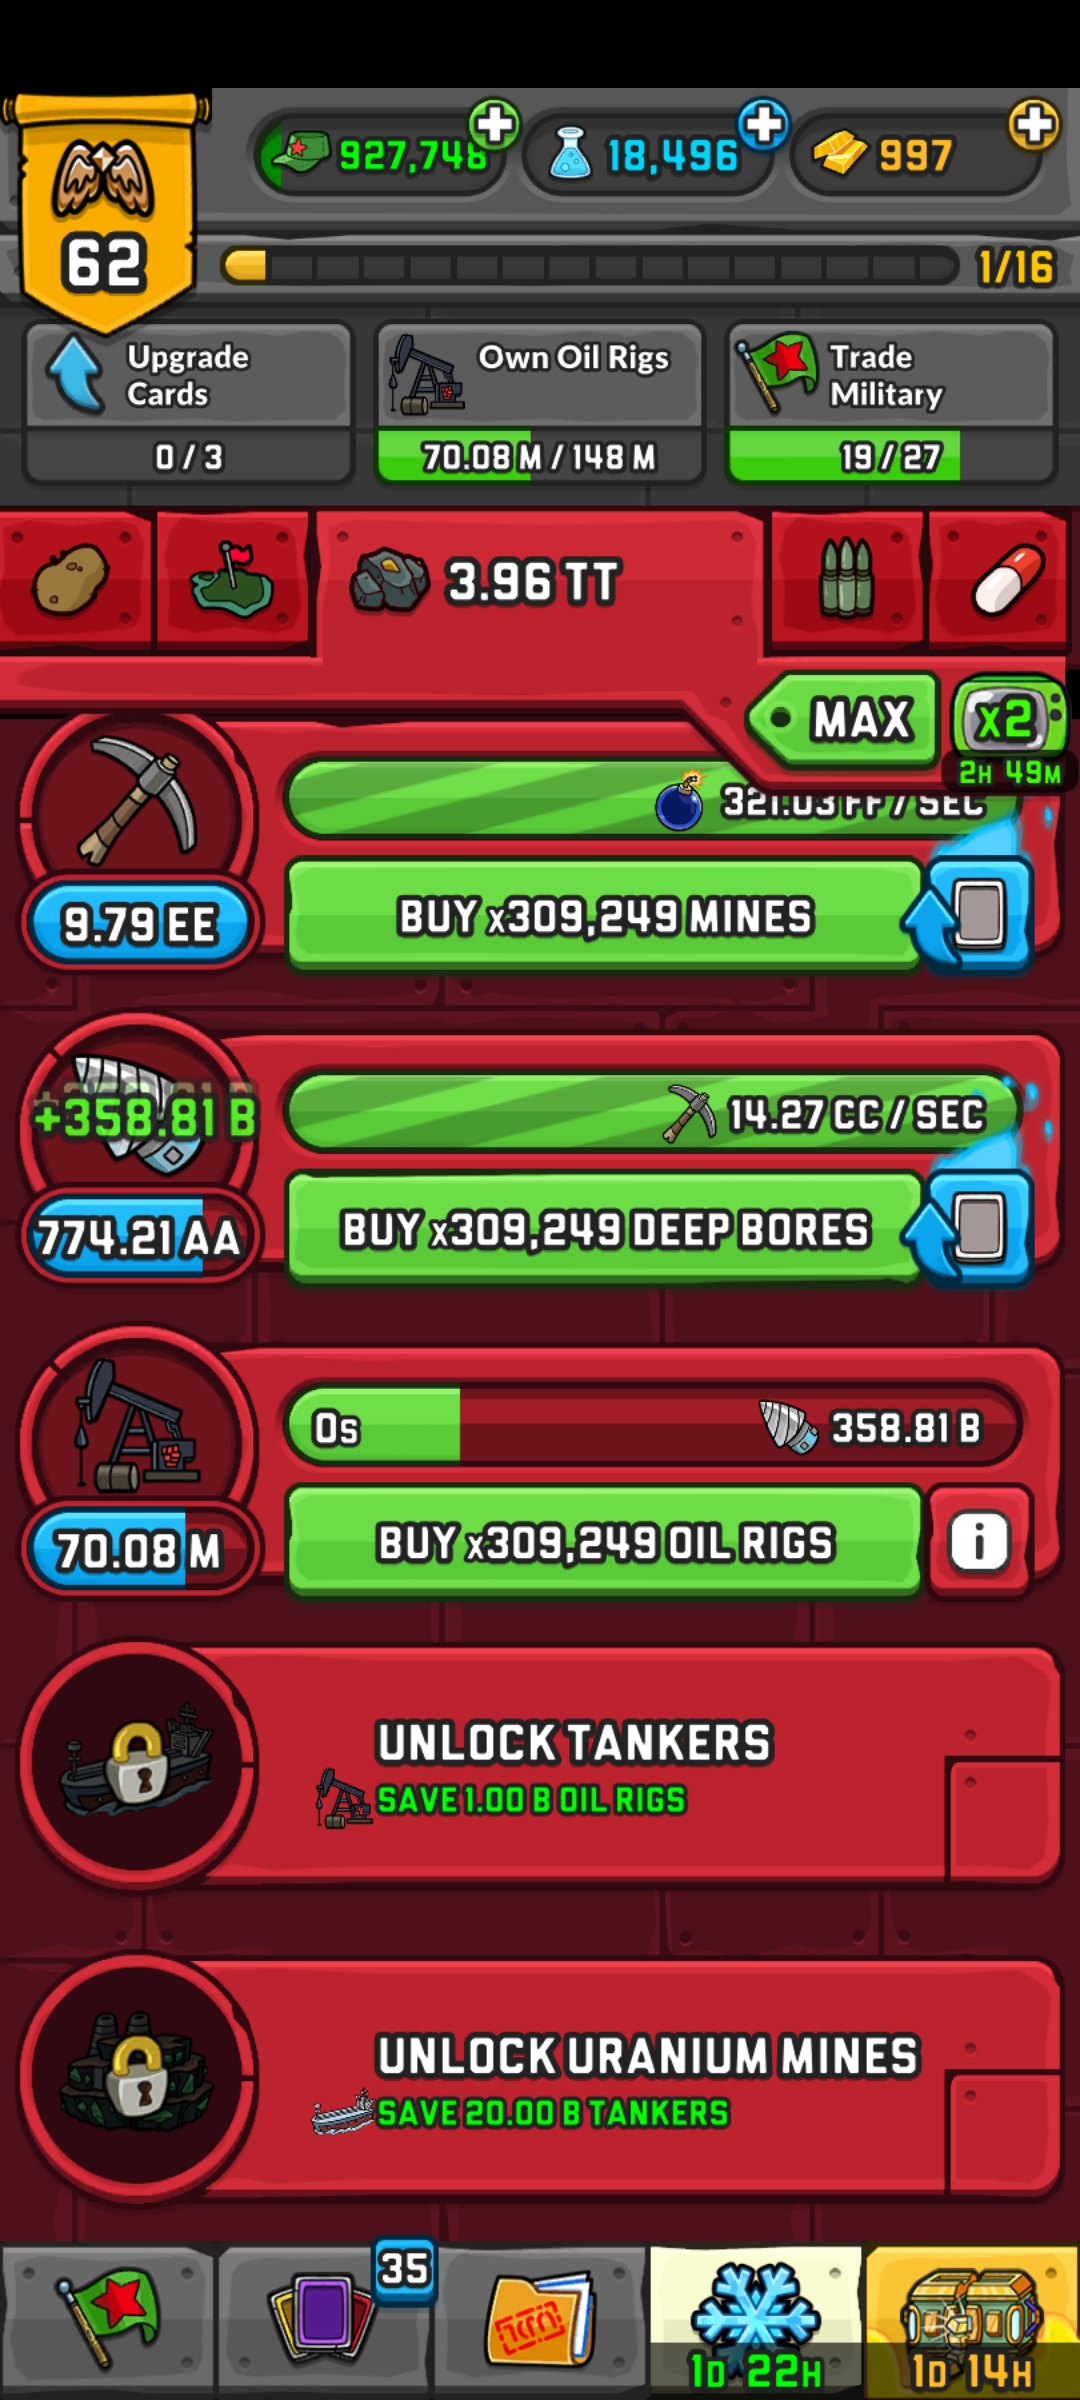 927,748
18,496
997
62
1/16
Upgrade
Cards
0 / 3
Own Oil Rigs
70.08 M / 148 M
Trade
Military
19 / 27
3.96 TT
MAX
x2
2H 49M
321.03 FF / SEC
9.79 EE
BUY x309,249 MINES
+358.81 B
14.27 CC / SEC
774.21 AA
BUY x309,249 DEEP BORES
0s
358.81 B
70.08 M
BUY x309,249 OIL RIGS
i
UNLOCK TANKERS
SAVE 1.00 B OIL RIGS
UNLOCK URANIUM MINES
SAVE 20.00 B TANKERS
35
1D 22H
1D 14H